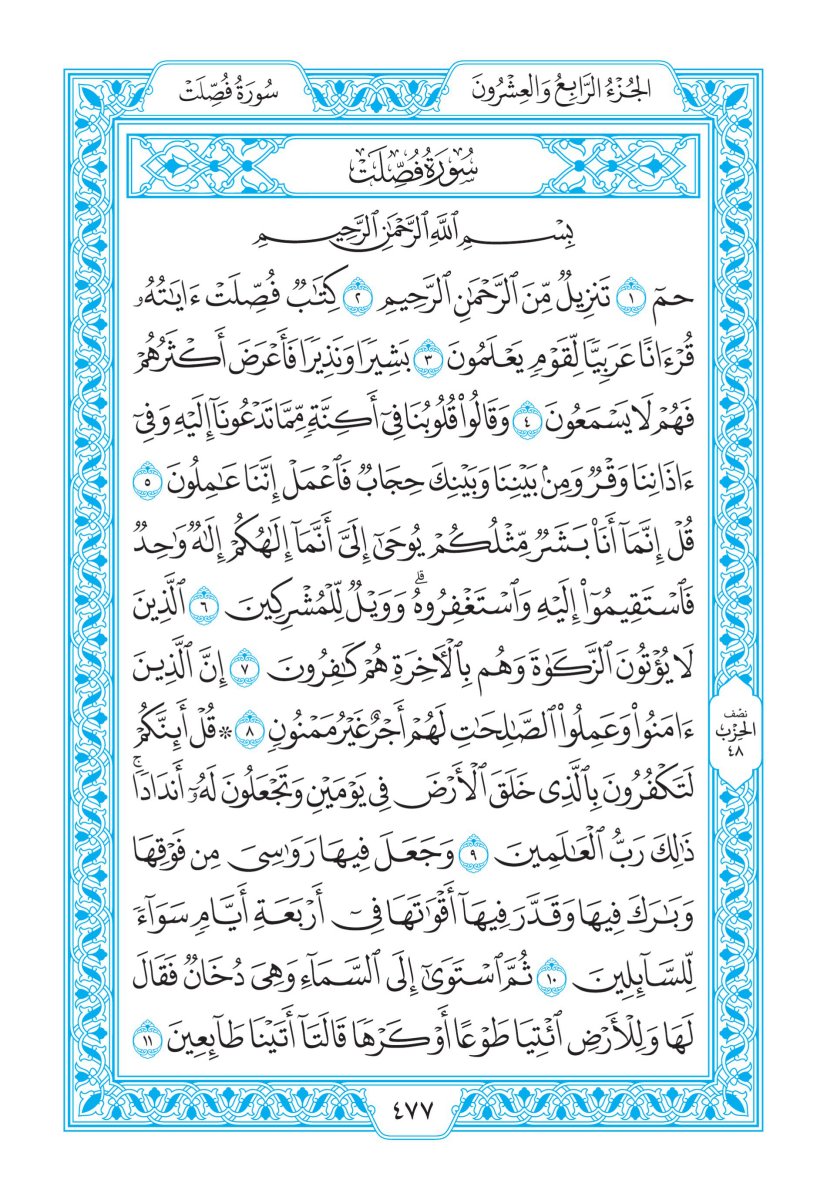 الجُزْءُ الرَّابِعُ وَالعِشْرُونَ
سُورَةُ فُصِّلَتْ
سُورَةُ فُصِّلَتْ
بِسْمِ ٱللَّهِ ٱلرَّحْمَٰنِ ٱلرَّحِيمِ
حمٓ ١ تَنزِيلٌ مِّنَ ٱلرَّحْمَٰنِ ٱلرَّحِيمِ ٢ كِتَٰبٌ فُصِّلَتْ ءَايَٰتُهُۥ
قُرْءَانًا عَرَبِيًّا لِّقَوْمٍ يَعْلَمُونَ ٣ بَشِيرًا وَنَذِيرًا فَأَعْرَضَ أَكْثَرُهُمْ
فَهُمْ لَا يَسْمَعُونَ ٤ وَقَالُوا۟ قُلُوبُنَا فِىٓ أَكِنَّةٍ مِّمَّا تَدْعُونَآ إِلَيْهِ وَفِىٓ
ءَاذَانِنَا وَقْرٌ وَمِنۢ بَيْنِنَا وَبَيْنِكَ حِجَابٌ فَٱعْمَلْ إِنَّنَا عَٰمِلُونَ ٥
قُلْ إِنَّمَآ أَنَا۠ بَشَرٌ مِّثْلُكُمْ يُوحَىٰٓ إِلَىَّ أَنَّمَآ إِلَٰهُكُمْ إِلَٰهٌ وَٰحِدٌ
فَٱسْتَقِيمُوٓا۟ إِلَيْهِ وَٱسْتَغْفِرُوهُ ۗ وَوَيْلٌ لِّلْمُشْرِكِينَ ٦ ٱلَّذِينَ
لَا يُؤْتُونَ ٱلزَّكَوٰةَ وَهُم بِٱلْءَاخِرَةِ هُمْ كَٰفِرُونَ ٧ إِنَّ ٱلَّذِينَ
ءَامَنُوا۟ وَعَمِلُوا۟ ٱلصَّٰلِحَٰتِ لَهُمْ أَجْرٌ غَيْرُ مَمْنُونٍ ٨ ۞ قُلْ أَئِنَّكُمْ
نصف
الحِزْب
٤٨
لَتَكْفُرُونَ بِٱلَّذِى خَلَقَ ٱلْأَرْضَ فِى يَوْمَيْنِ وَتَجْعَلُونَ لَهُۥٓ أَندَادًا ۚ
ذَٰلِكَ رَبُّ ٱلْعَٰلَمِينَ ٩ وَجَعَلَ فِيهَا رَوَٰسِىَ مِن فَوْقِهَا
وَبَٰرَكَ فِيهَا وَقَدَّرَ فِيهَآ أَقْوَٰتَهَا فِىٓ أَرْبَعَةِ أَيَّامٍ سَوَآءً
لِّلسَّآئِلِينَ ١٠ ثُمَّ ٱسْتَوَىٰٓ إِلَى ٱلسَّمَآءِ وَهِىَ دُخَانٌ فَقَالَ
لَهَا وَلِلْأَرْضِ ٱئْتِيَا طَوْعًا أَوْ كَرْهًا قَالَتَآ أَتَيْنَا طَآئِعِينَ ١١
٤٧٧